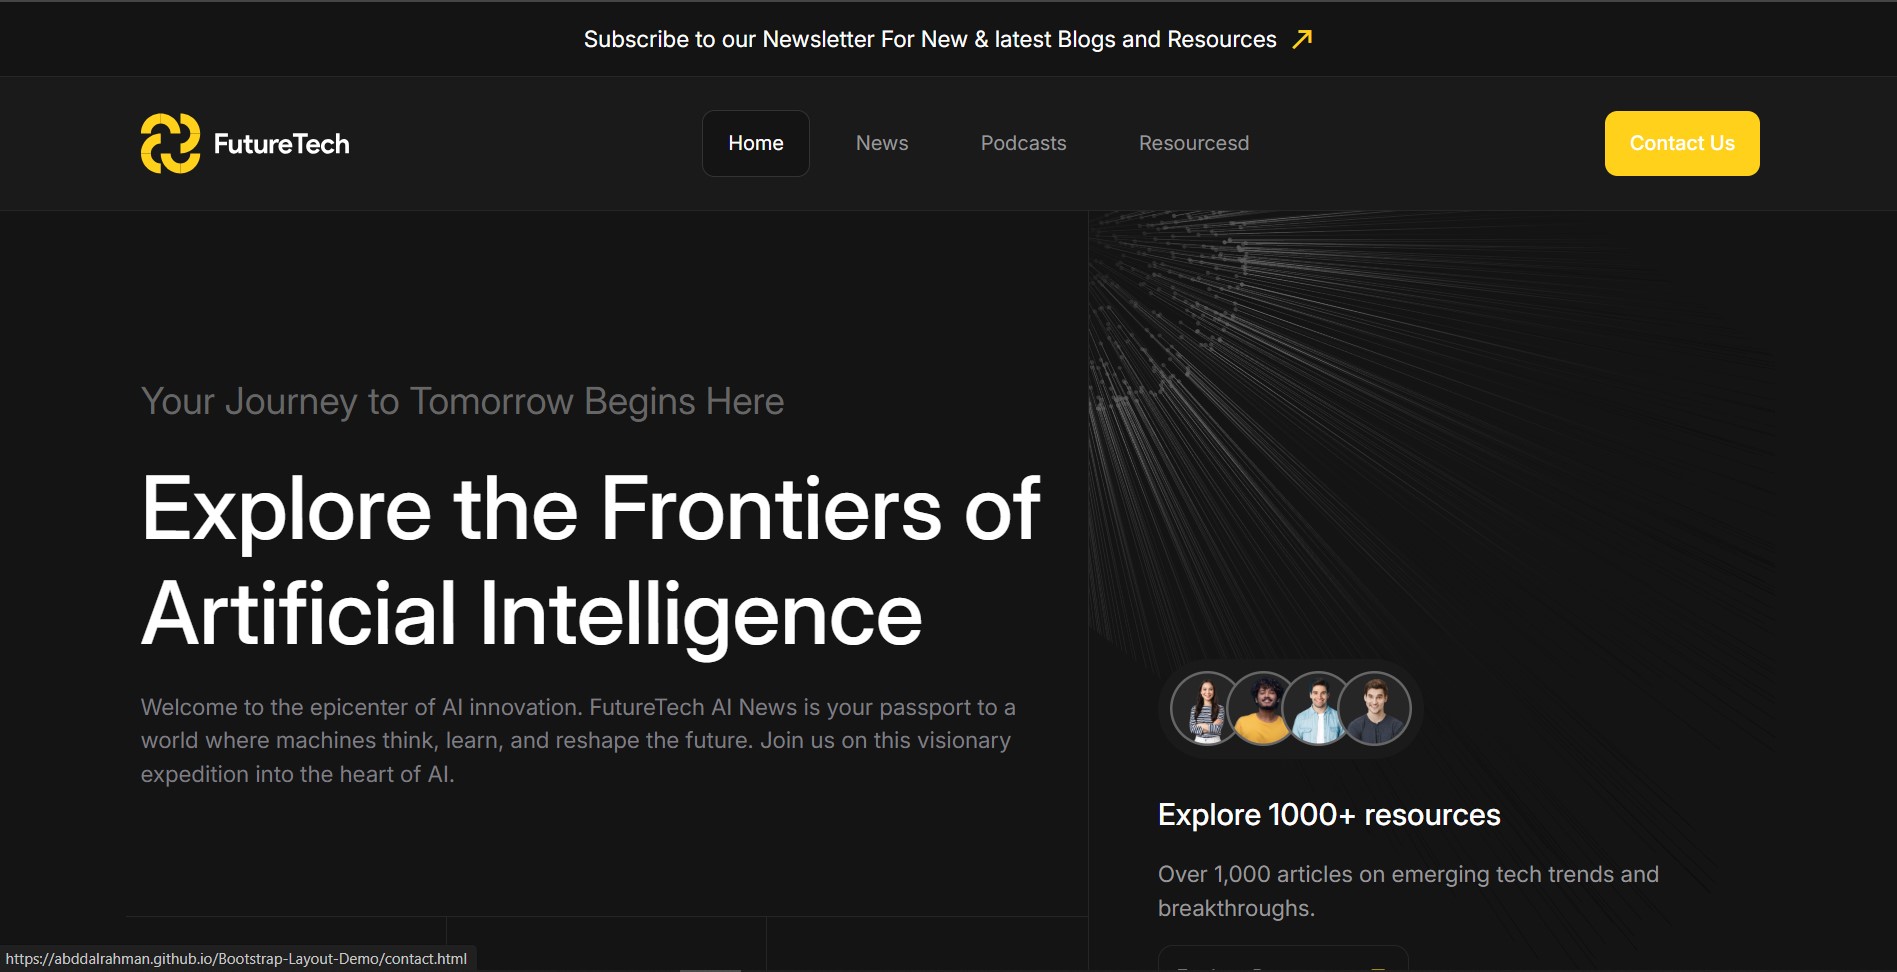 Subscribe to our Newsletter For New & latest Blogs and Resources
FutureTech
Home
News
Podcasts
Resourcesd
Contact Us
Your Journey to Tomorrow Begins Here
Explore the Frontiers of
Artificial Intelligence
Welcome to the epicenter of AI innovation. FutureTech AI News is your passport to a
world where machines think, learn, and reshape the future. Join us on this visionary
expedition into the heart of AI.
Explore 1000+ resources
Over 1,000 articles on emerging tech trends and
breakthroughs.
https://abddalrahman.github.io/Bootstrap-Layout-Demo/contact.html